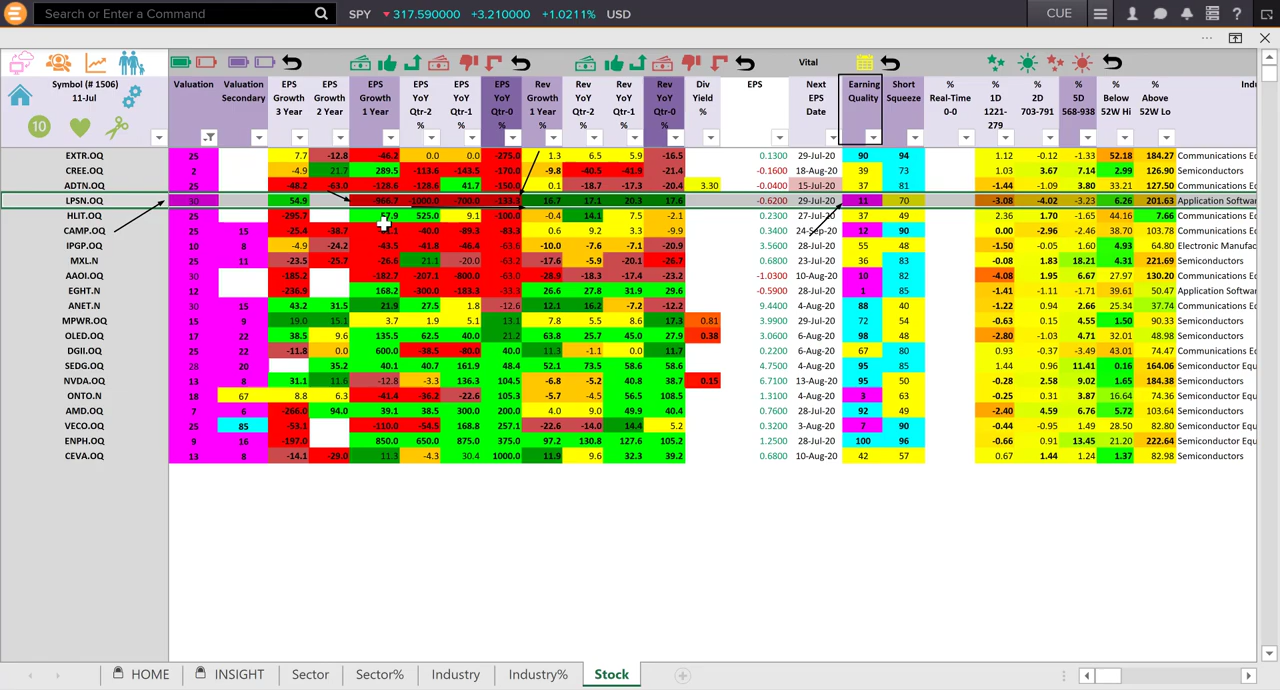 Search or Enter a Command SPY 317.590000 +3.210000 +1.0211% USD CUE
Vital
Symbol (# 1506) 11-Jul Valuation Valuation Secondary EPS Growth 3 Year EPS Growth 2 Year EPS Growth 1 Year EPS YoY Qtr-2 % EPS YoY Qtr-1 % EPS YoY Qtr-0 % Rev Growth 1 Year Rev YoY Qtr-2 Rev YoY Qtr-1 % Rev YoY Qtr-0 % Div Yield % EPS Next EPS Date Earning Quality Short Squeeze % Real-Time 0-0 % 1D 1221-279 % 2D 703-791 % 5D 568-938 % Below 52W Hi % Above 52W Lo Indu
10
EXTR.OQ 25 7.7 -12.8 -46.2 0.0 0.0 -275.0 1.3 6.5 5.9 -16.5 0.1300 29-Jul-20 90 94 1.12 -0.12 -1.33 52.18 184.27 Communications Ec
CREE.OQ 2 -4.9 21.7 289.5 -113.6 -143.5 -170.0 -9.8 -40.5 -41.9 -21.4 -0.1600 18-Aug-20 39 73 1.03 3.67 7.14 2.99 126.90 Semiconductors
ADTN.OQ 25 -48.2 -63.0 -128.6 -128.6 41.7 -150.0 0.1 -18.7 -17.3 -20.4 3.30 -0.0400 15-Jul-20 37 81 -1.44 -1.09 3.80 33.21 127.50 Communications Ec
LPSN.OQ 30 54.9 -966.7 -1000.0 -700.0 -133.3 16.7 17.1 20.3 17.6 -0.6200 29-Jul-20 11 70 -3.08 -4.02 -3.23 6.26 201.63 Application Softwar
HLIT.OQ 25 -295.7 57.9 525.0 -100.0 -0.4 14.1 7.5 -2.1 0.2300 27-Jul-20 37 49 2.36 1.70 -1.65 44.16 7.66 Communications Ec
CAMP.OQ 25 15 -25.4 -38.7 -40.0 -89.3 -83.3 0.6 9.2 3.3 -9.9 0.3400 24-Sep-20 12 90 0.00 -2.96 -2.46 38.70 103.78 Communications Ec
IPGP.OQ 10 8 -4.9 -24.2 -43.5 -41.8 -46.4 -63.6 -10.0 -7.6 -7.1 -20.9 3.5600 28-Jul-20 55 48 -1.50 -0.05 1.60 4.93 64.80 Electronic Manufac
MXL.N 25 11 -23.5 -25.7 -26.6 21.1 -20.0 -63.2 -17.6 -5.9 -20.1 -26.7 0.6800 23-Jul-20 36 83 -0.08 1.83 18.21 4.31 221.69 Semiconductors
AAOI.OQ 30 -185.2 -182.7 -207.1 -800.0 -63.0 -28.9 -18.3 -17.4 -23.2 -1.0300 10-Aug-20 10 82 -4.08 1.95 6.67 27.97 130.20 Communications Ec
EGHT.N 12 -236.9 168.2 -300.0 -183.3 -33.3 26.6 27.8 31.9 29.6 -0.5900 28-Jul-20 1 85 -1.41 -1.11 -1.71 39.61 50.47 Application Softwar
ANET.N 30 15 43.2 31.5 21.9 27.5 1.8 -12.6 12.1 16.2 -7.2 -12.2 9.4400 4-Aug-20 88 40 -1.22 0.94 2.66 25.34 37.74 Communications Ec
MPWR.OQ 15 9 19.0 15.1 3.7 1.9 5.1 13.1 7.8 5.5 8.6 17.3 0.81 3.9900 29-Jul-20 72 54 -0.63 0.15 4.55 1.50 90.33 Semiconductors
OLED.OQ 17 22 38.5 9.6 135.5 62.5 40.0 21.2 63.8 25.7 45.0 27.9 0.38 3.0600 6-Aug-20 98 48 -2.80 -1.03 4.71 32.01 48.98 Semiconductors
DGII.OQ 25 22 -11.8 0.0 600.0 -38.5 -80.0 40.0 11.3 -1.1 0.0 11.7 0.2200 6-Aug-20 67 80 0.93 -0.37 -3.49 43.01 74.47 Communications Ec
SEDG.OQ 28 20 35.2 40.1 40.7 161.9 48.4 52.1 73.5 58.6 58.6 4.7500 4-Aug-20 95 85 1.44 0.96 11.41 0.16 164.06 Semiconductor Equ
NVDA.OQ 13 8 31.1 11.6 -12.8 -3.3 136.3 104.5 -6.8 -5.2 40.8 38.7 0.15 6.7100 13-Aug-20 95 50 -0.28 2.58 9.02 1.65 184.38 Semiconductors
ONTO.N 18 67 8.8 6.3 -41.4 -36.2 -22.6 105.3 -5.7 -4.5 56.5 108.5 1.3100 4-Aug-20 3 63 -0.04 0.31 3.87 16.64 74.36 Semiconductor Equ
AMD.OQ 7 6 -266.0 94.0 39.1 38.5 300.0 200.0 4.0 9.0 49.9 40.4 0.7600 28-Jul-20 92 49 -2.40 4.59 6.76 5.72 103.64 Semiconductors
VECO.OQ 25 85 -53.1 -110.0 -54.5 168.8 257.1 -22.6 -14.0 14.4 5.2 0.3200 3-Aug-20 7 90 -0.44 -0.95 1.49 28.50 82.80 Semiconductor Equ
ENPH.OQ 9 16 -197.0 850.0 650.0 875.0 375.0 97.2 130.8 127.6 105.2 1.2500 28-Jul-20 100 96 -0.66 0.91 13.45 21.20 222.64 Semiconductor Equ
CEVA.OQ 13 8 -14.1 -29.0 11.3 -4.3 30.4 1000.0 11.9 9.6 32.3 39.2 0.6800 10-Aug-20 42 57 0.67 1.44 1.24 1.37 82.98 Semiconductors
HOME INSIGHT Sector Sector% Industry Industry% Stock